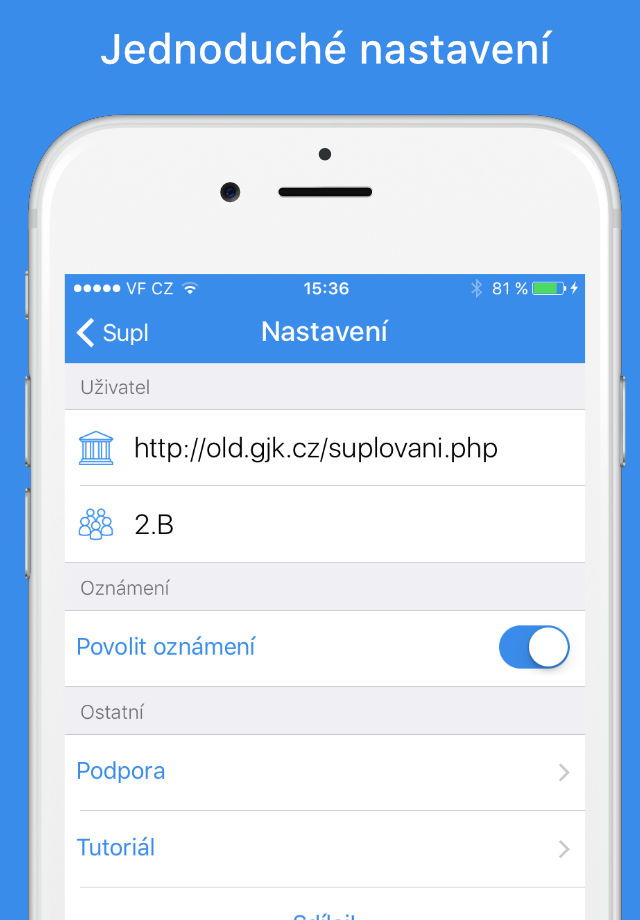 Jednoduché nastavení
VF CZ 15:36 81 %
Supl Nastavení
Uživatel
http://old.gjk.cz/suplovani.php
2.B
Oznámení
Povolit oznámení
Ostatní
Podpora
Tutoriál